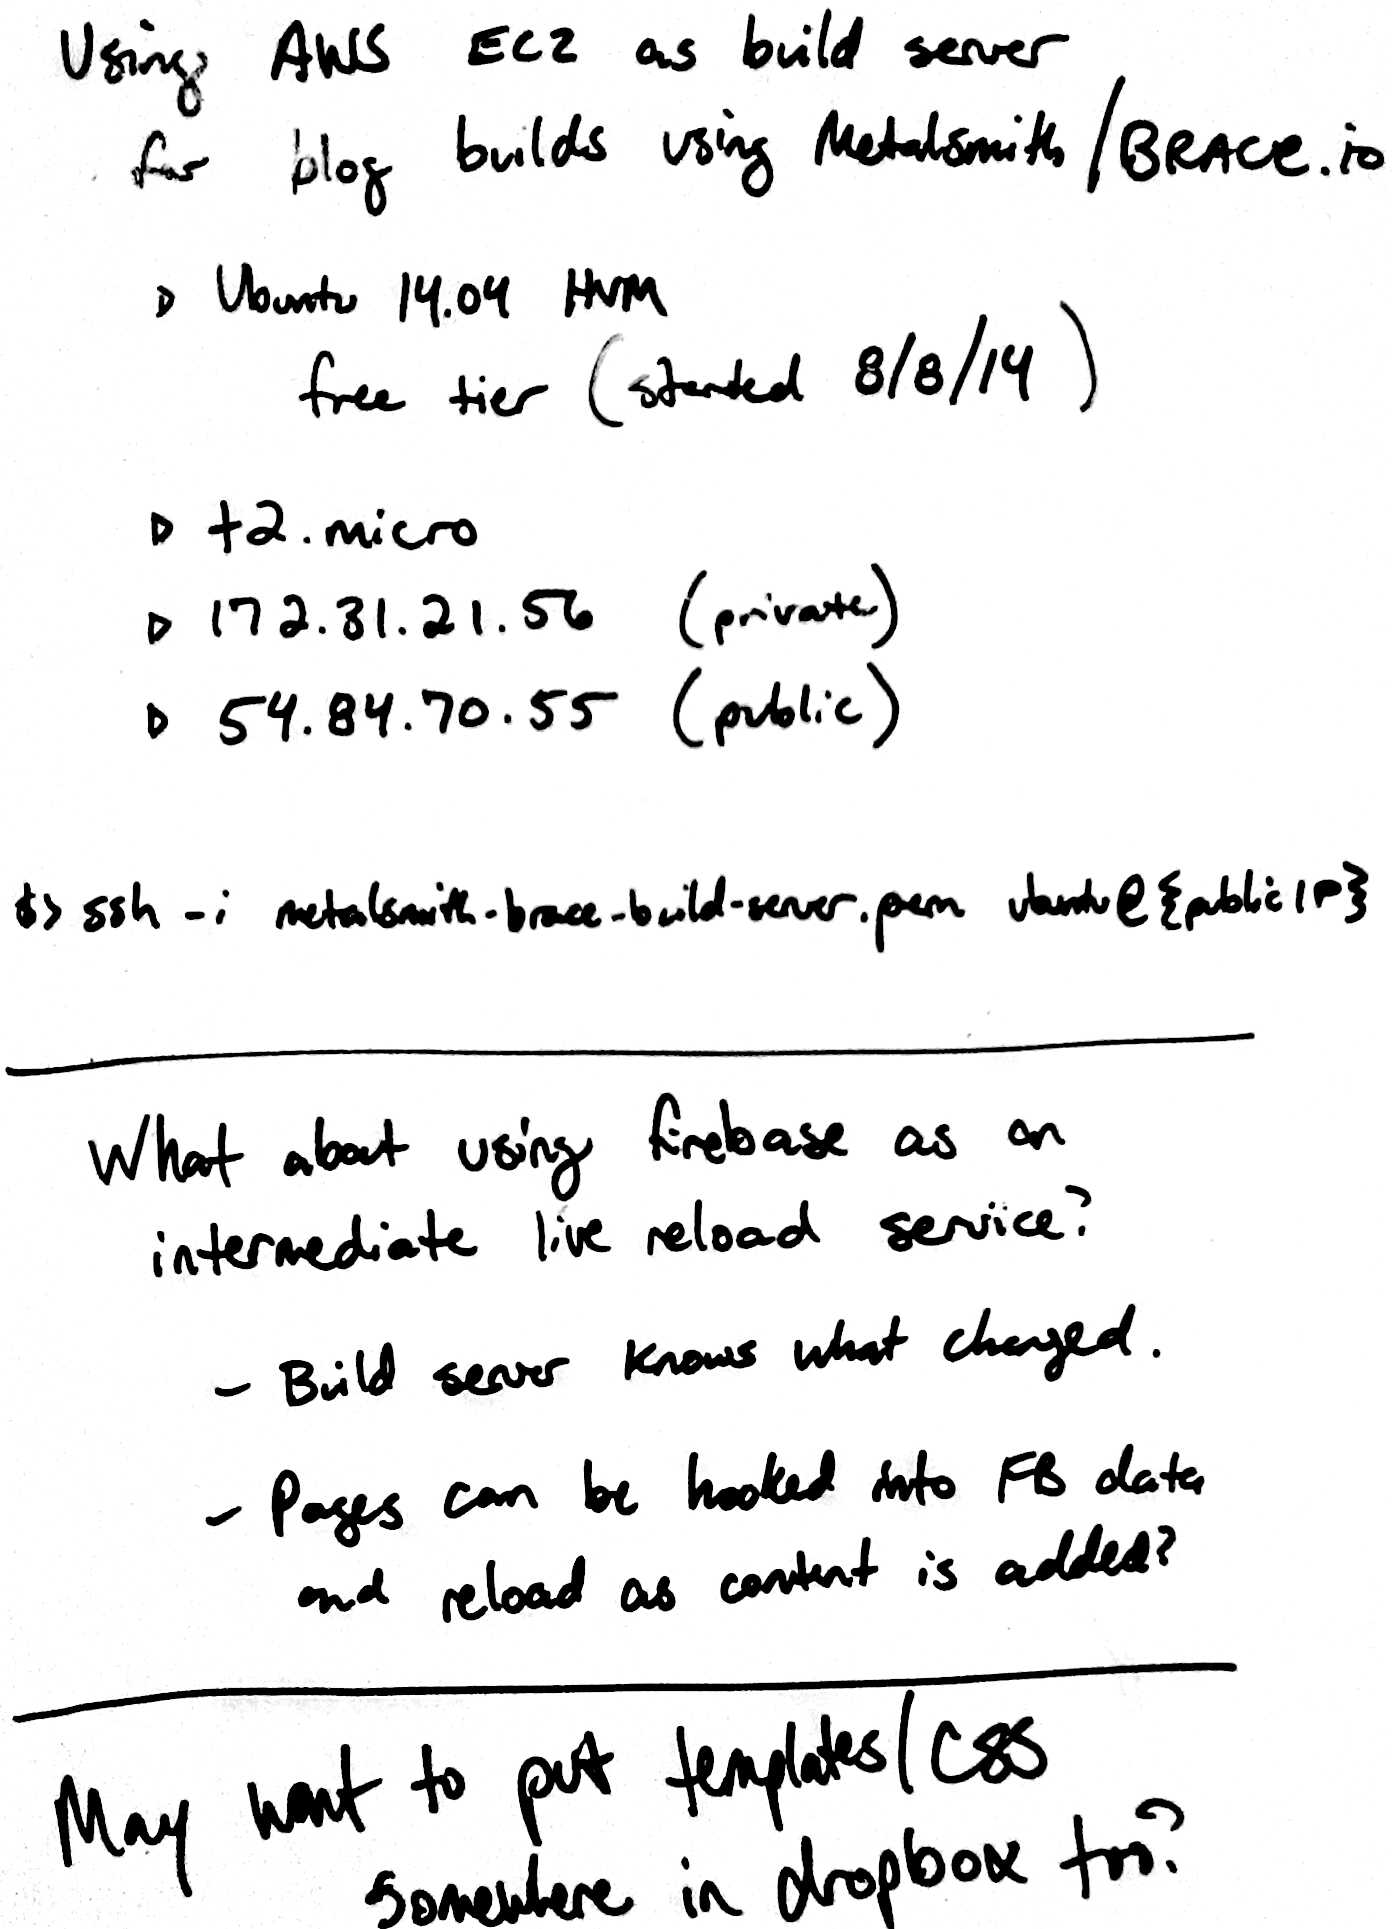 Using AWS EC2 as build server
for blog builds using Metalsmith/BRACE.io
▹ Ubuntu 14.04 HVM
free tier (started 8/8/14)
▹ t2.micro
▹ 172.31.21.56 (private)
▹ 54.84.70.55 (public)
$> ssh -i metalsmith-brace-build-server.pem ubuntu@{public IP}
What about using firebase as an
intermediate live reload service?
- Build server knows what changed.
- Pages can be hooked into FB data
and reload as content is added?
May want to put templates/CSS
somewhere in dropbox too?